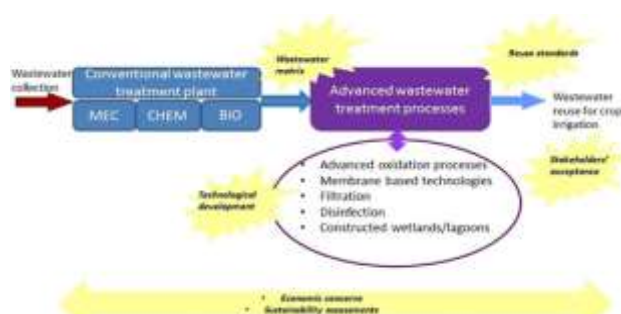 Wastewater
collection
Conventional wastewater
treatment plant
MEC
CHEM
BIO
Wastewater
matrix
Advanced wastewater
treatment processes
Reuse standards
Wastewater
reuse for crop
irrigation
Stakeholders'
acceptance
Technological
development
• Advanced oxidation processes
• Membrane based technologies
• Filtration
• Disinfection
• Constructed wetlands/lagoons
• Economic concerns
• Sustainability assessments